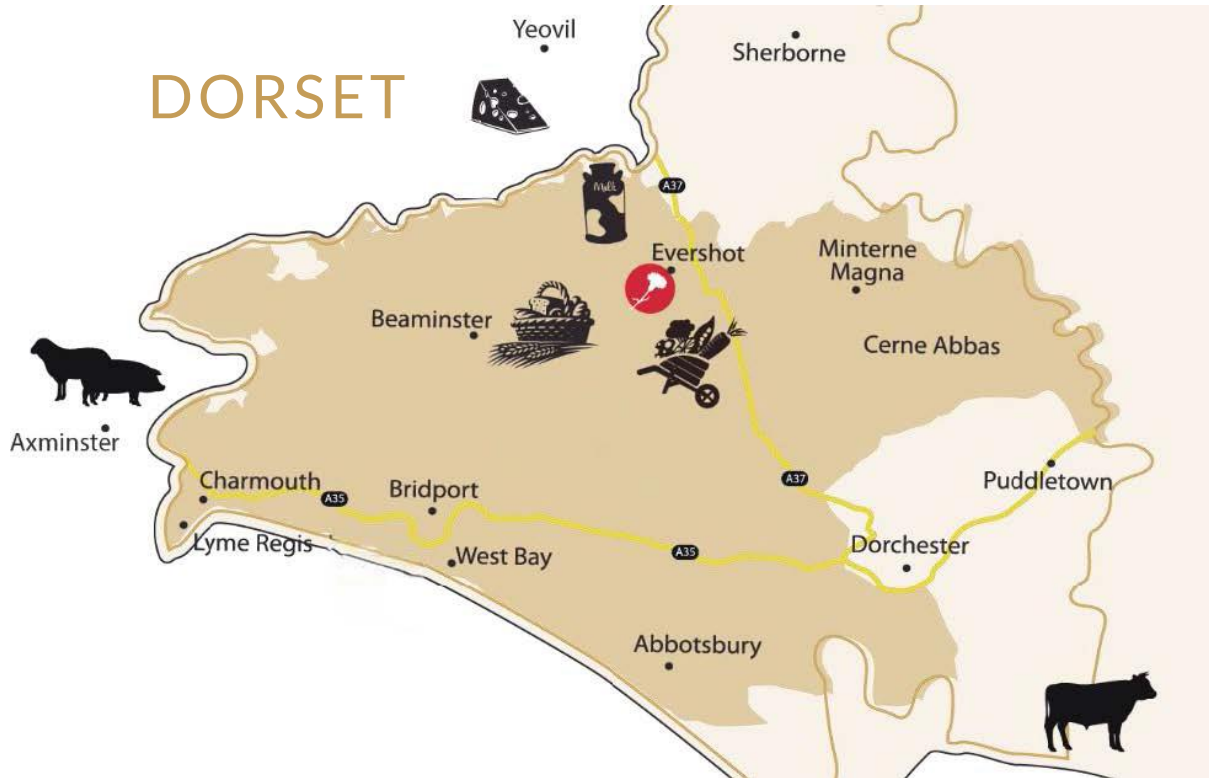 Yeovil
Sherborne
DORSET
Milk
A37
Evershot
Minterne
Magna
Beaminster
Cerne Abbas
Axminster
Charmouth
A35
Bridport
A37
Puddletown
Lyme Regis
West Bay
A35
Dorchester
Abbotsbury